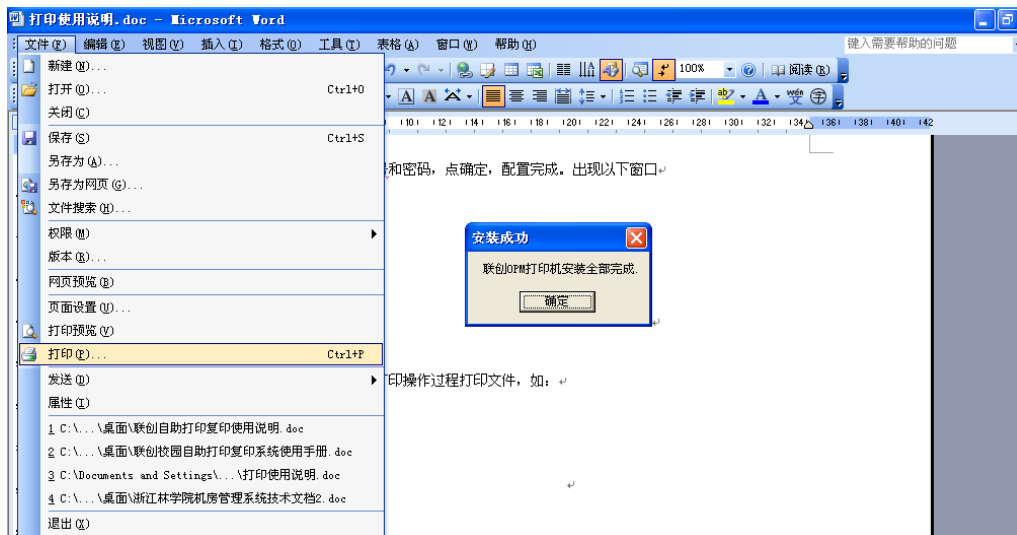 打印使用说明.doc - Microsoft Word
文件(F) 编辑(E) 视图(V) 插入(I) 格式(O) 工具(T) 表格(A) 窗口(W) 帮助(H) 键入需要帮助的问题
新建(N)...
100% 阅读(R)
打开(O)... Ctrl+O
关闭(C)
保存(S) Ctrl+S
另存为(A)...
和密码，点确定，配置完成。出现以下窗口
另存为网页(G)...
文件搜索(H)...
权限(M)
安装成功
版本(R)...
联创OPM打印机安装全部完成.
网页预览(B)
确定
页面设置(U)...
打印预览(V)
打印(P)... Ctrl+P
发送(D)
印操作过程打印文件，如：
属性(I)
1 C:\...\桌面\联创自助打印复印使用说明.doc
2 C:\...\桌面\联创校园自助打印复印系统使用手册.doc
3 C:\Documents and Settings\...\打印使用说明.doc
4 C:\...\桌面\浙江林学院机房管理系统技术文档2.doc
退出(X)